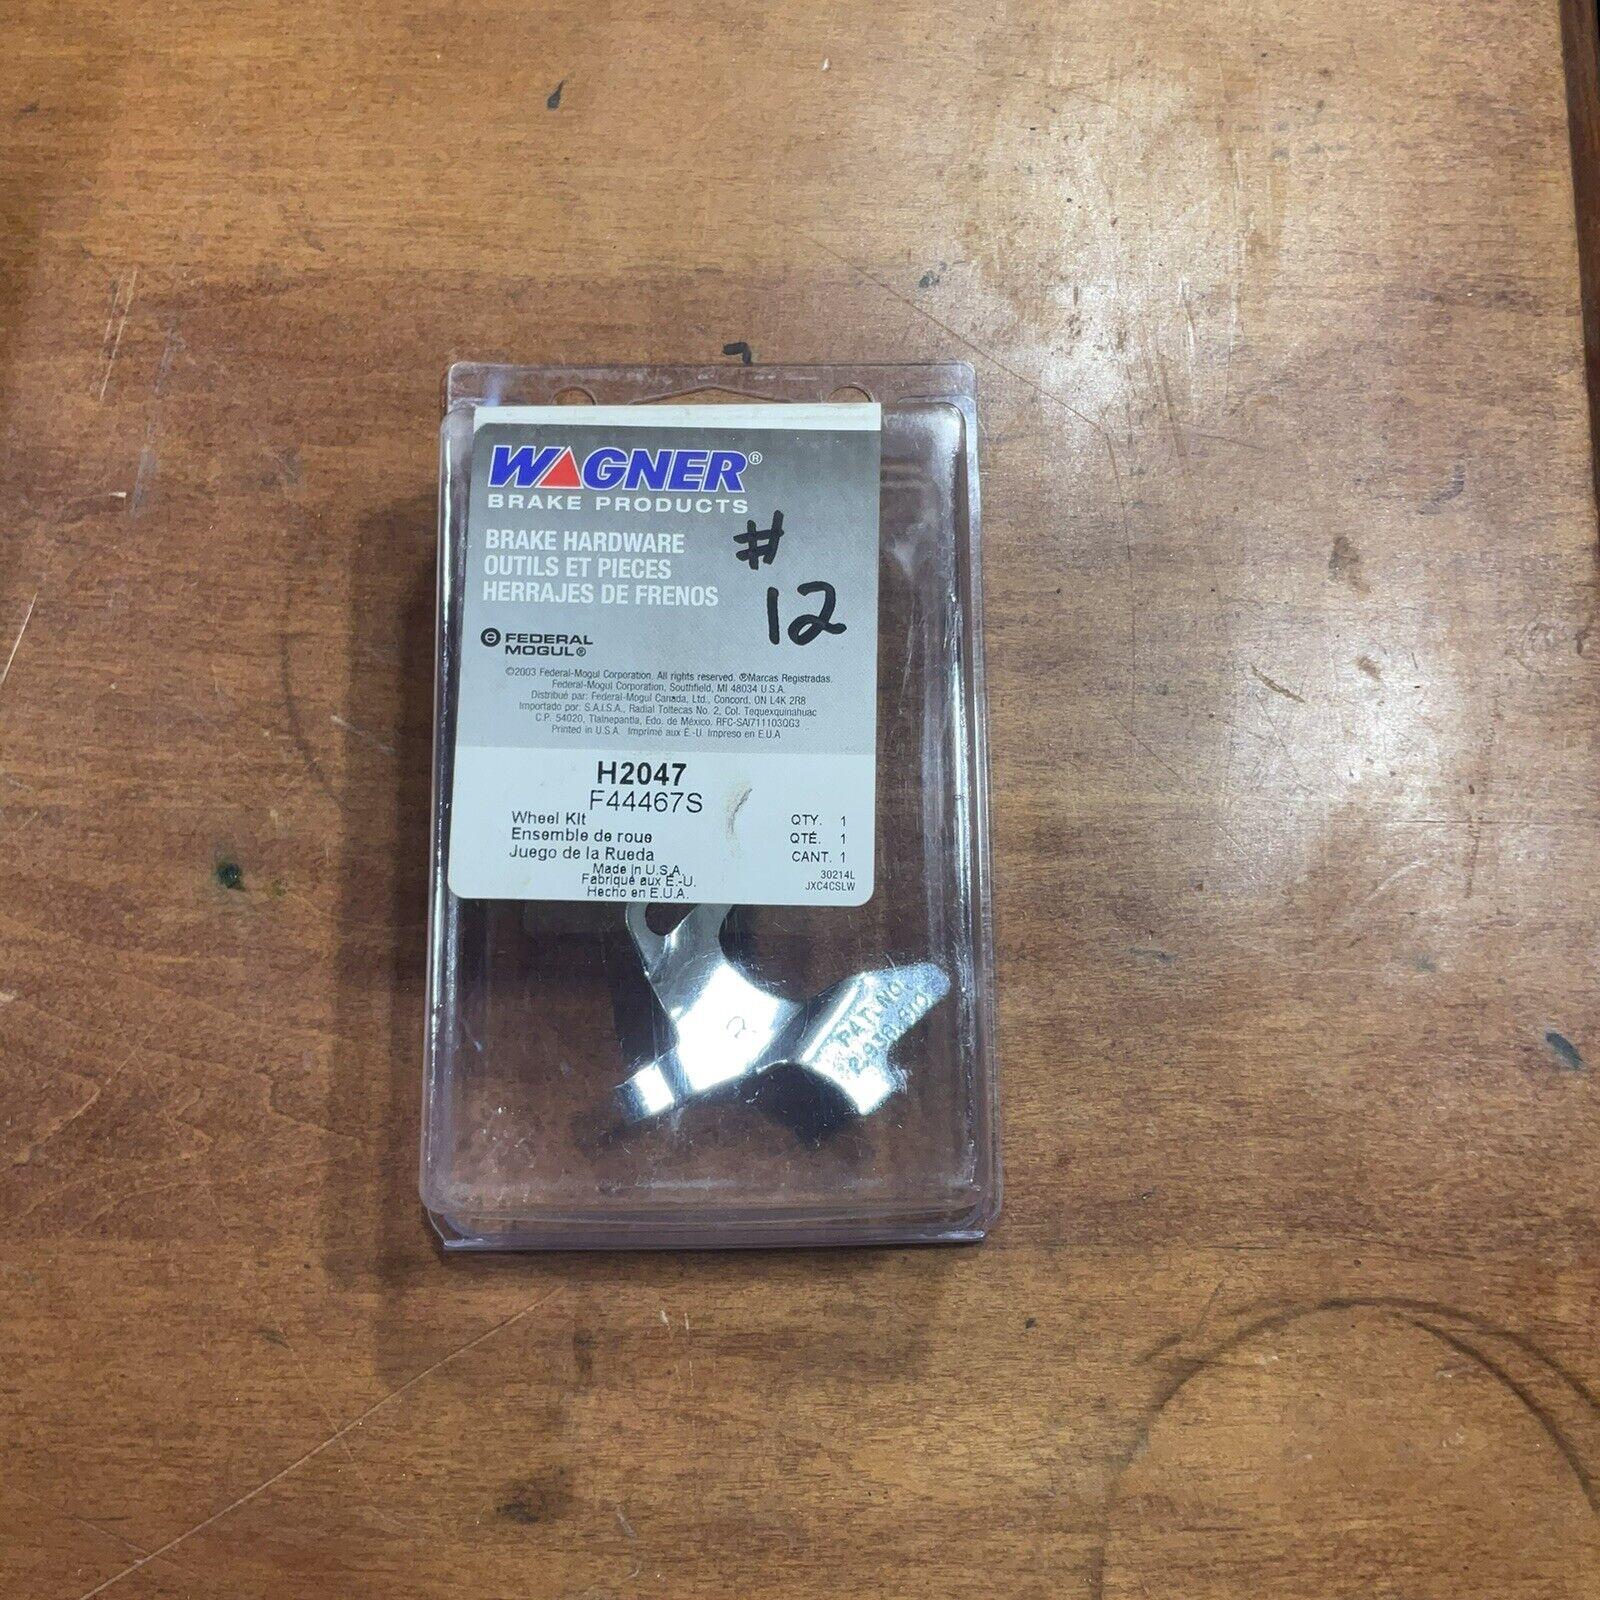 WAGNER®
BRAKE PRODUCTS
#
12
BRAKE HARDWARE
OUTILS ET PIECES
HERRAJES DE FRENOS
FEDERAL
MOGUL®
©2003 Federal-Mogul Corporation. All rights reserved. ®Marcas Registradas.
Federal-Mogul Corporation, Southfield, MI 48034 U.S.A.
Distribué par: Federal-Mogul Canada, Ltd., Concord, ON L4K 2R8
Importado por: S.A.I.S.A., Radial Toltecas No. 2, Col. Tequexquinahuac
C.P. 54020, Tlalnepantla, Edo. de México. RFC-SAI711103QG3
Printed in U.S.A. Imprimé aux É.-U. Impreso en E.U.A
H2047
F44467S
Wheel Kit QTY. 1
Ensemble de roue QTÉ. 1
Juego de la Rueda CANT. 1
Made in U.S.A.
Fabriqué aux É.-U.
Hecho en E.U.A.
30214L
JXC4CSLW
2
PAT. NO.